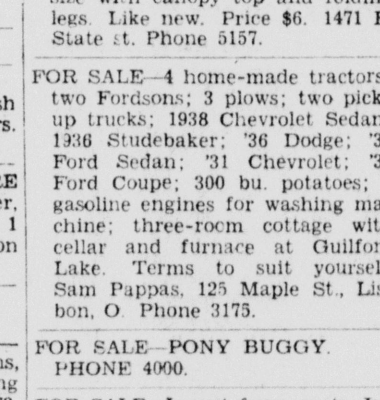 legs. Like new. Price $6. 1471
State St. Phone 5157.
FOR SALE—4 home-made tractors
two Fordsons; 3 plows; two pick
up trucks; 1938 Chevrolet Sedan
1936 Studebaker; '36 Dodge; '3
Ford Sedan; '31 Chevrolet; '3
Ford Coupe; 300 bu. potatoes;
gasoline engines for washing ma
chine; three-room cottage wit
cellar and furnace at Guilfor
Lake. Terms to suit yoursel
Sam Pappas, 125 Maple St., Lis
bon, O. Phone 3175.
FOR SALE—PONY BUGGY.
PHONE 4000.